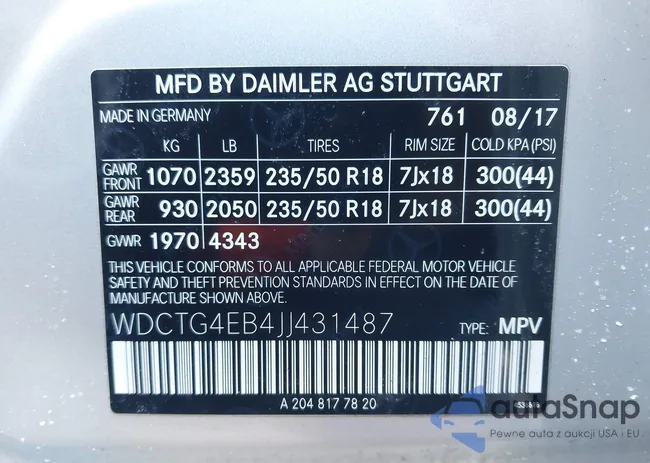 MFD BY DAIMLER AG STUTTGART
MADE IN GERMANY 761 08/17
KG LB TIRES RIM SIZE COLD KPA (PSI)
GAWR FRONT 1070 2359 235/50 R18 7Jx18 300(44)
GAWR REAR 930 2050 235/50 R18 7Jx18 300(44)
GVWR 1970 4343
THIS VEHICLE CONFORMS TO ALL APPLICABLE FEDERAL MOTOR VEHICLE
SAFETY AND THEFT PREVENTION STANDARDS IN EFFECT ON THE DATE
OF MANUFACTURE SHOWN ABOVE.
WDCTG4EB4JJ431487 TYPE: MPV
A 204 817 78 20
autoSnap
Pewne auta z aukcji USA i EU